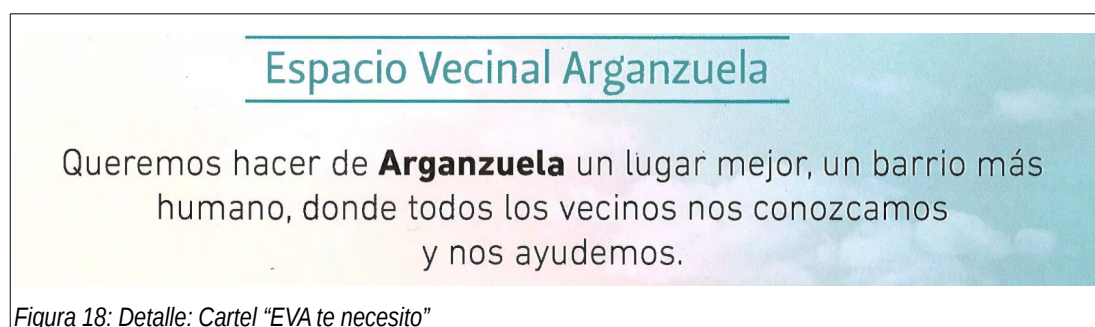 Espacio Vecinal Arganzuela
Queremos hacer de Arganzuela un lugar mejor, un barrio más
humano, donde todos los vecinos nos conozcamos
y nos ayudemos.
Figura 18: Detalle: Cartel “EVA te necesito”